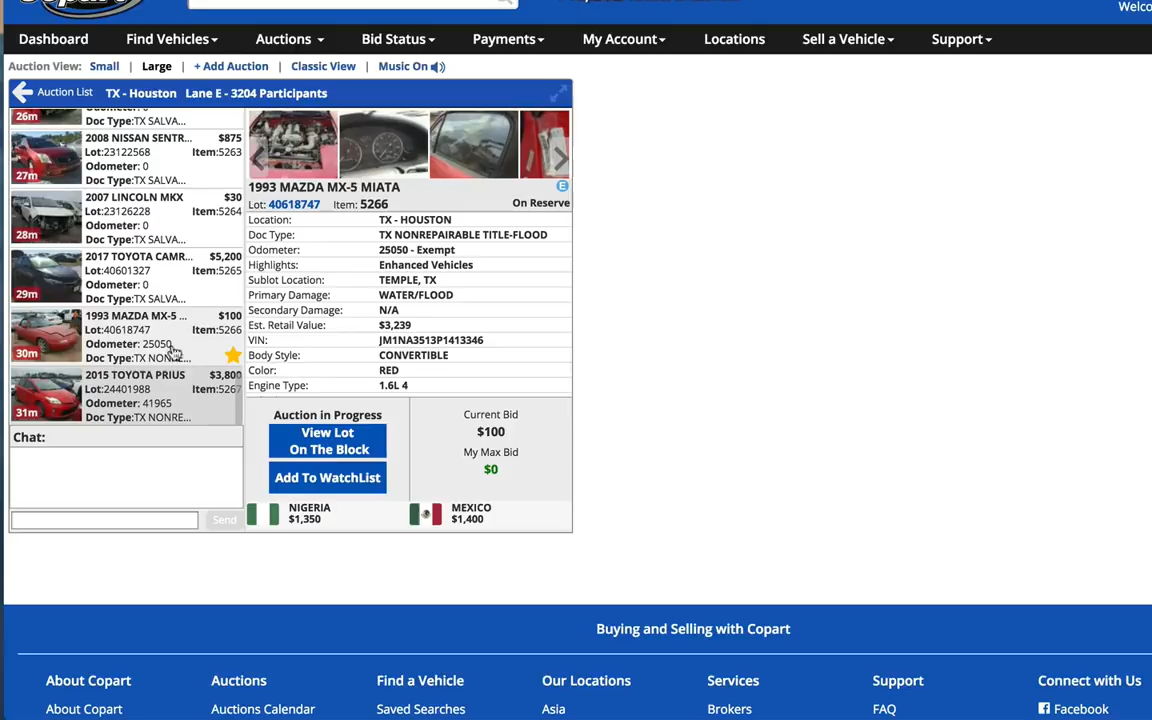 Copart
Welco
Dashboard Find Vehicles Auctions Bid Status Payments My Account Locations Sell a Vehicle Support
Auction View: Small | Large | + Add Auction | Classic View | Music On
Auction List TX - Houston Lane E - 3204 Participants
26m
Odometer: 0
Doc Type:TX SALVA...
2008 NISSAN SENTR... $875
Lot:23122568 Item:5263
Odometer: 0
27m
Doc Type:TX SALVA...
2007 LINCOLN MKX $30
Lot:23126228 Item:5264
Odometer: 0
28m
Doc Type:TX SALVA...
2017 TOYOTA CAMR... $5,200
Lot:40601327 Item:5265
Odometer: 0
29m
Doc Type:TX SALVA...
1993 MAZDA MX-5 ... $100
Lot:40618747 Item:5266
Odometer: 25050
30m
Doc Type:TX NONRE...
2015 TOYOTA PRIUS $3,800
Lot:24401988 Item:5267
Odometer: 41965
31m
Doc Type:TX NONRE...
Chat:
Send
1993 MAZDA MX-5 MIATA E
Lot: 40618747 Item: 5266 On Reserve
Location: TX - HOUSTON
Doc Type: TX NONREPAIRABLE TITLE-FLOOD
Odometer: 25050 - Exempt
Highlights: Enhanced Vehicles
Sublot Location: TEMPLE, TX
Primary Damage: WATER/FLOOD
Secondary Damage: N/A
Est. Retail Value: $3,239
VIN: JM1NA3513P1413346
Body Style: CONVERTIBLE
Color: RED
Engine Type: 1.6L 4
Auction in Progress
View Lot
On The Block
Add To WatchList
Current Bid
$100
My Max Bid
$0
NIGERIA
$1,350
MEXICO
$1,400
Buying and Selling with Copart
About Copart Auctions Find a Vehicle Our Locations Services Support Connect with Us
About Copart Auctions Calendar Saved Searches Asia Brokers FAQ Facebook